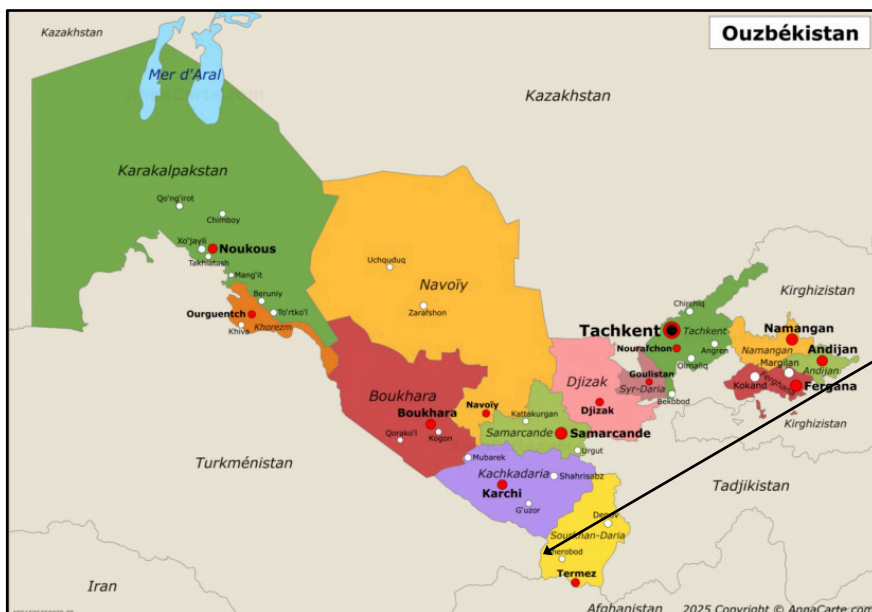 Ouzbékistan
Kazakhstan
Mer d'Aral
Kazakhstan
Karakalpakstan
Qo'ng'irot
Chimboy
Xo'jayli
Noukous
Takhiatash
Mang'it
Beruniy
To'rtko'l
Ourguentch
Khorezm
Khiva
Uchquduq
Navoïy
Zarafshon
Kirghizistan
Chirchiq
Tachkent
Tachkent
Nourafchon
Angren
Olmaliq
Namangan
Namangan
Andijan
Andijan
Margilan
Kokand
Ferghana
Fergana
Goulistan
Syr-Daria
Bekobod
Djizak
Djizak
Boukhara
Boukhara
Qorako'l
Kogon
Navoïy
Kattakurgan
Samarcande
Samarcande
Urgut
Kirghizistan
Turkménistan
Mubarek
Kachkadaria
Shahrisabz
Karchi
G'uzor
Tadjikistan
Denov
Sourkhan-Daria
Termez
Iran
Afghanistan
2025 Copyright © AnnaCarte.com